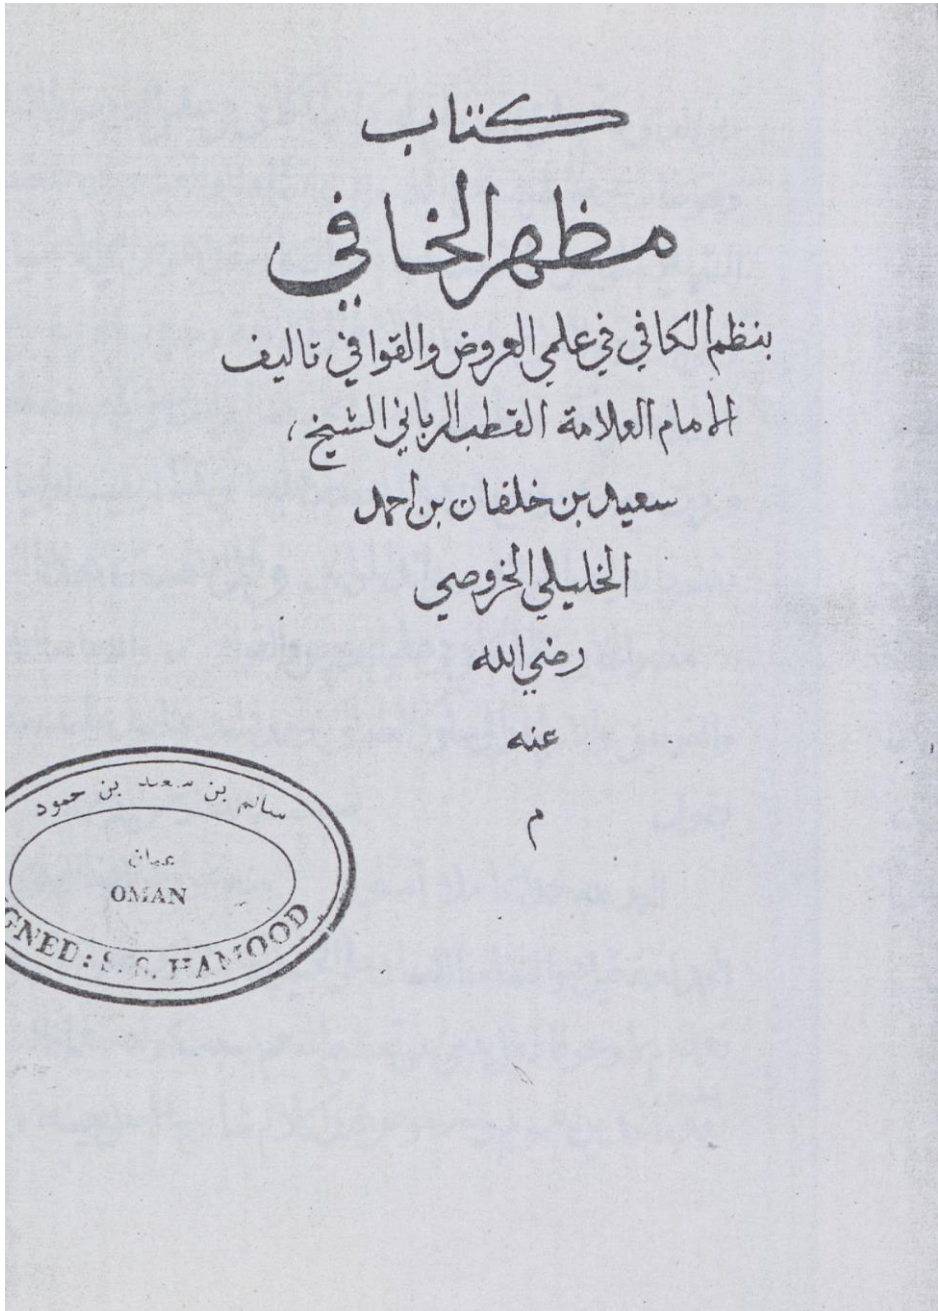 كتاب
مظهر الخافي
بنظم الكافي في علمي العروض والقوافي تاليف
الامام العلامة القطب الرباني الشيخ،
سعيد بن خلفان بن احمد
الخليلي الخروصي
رضي الله
عنه
م
سالم بن سعيد بن حمود
عمان
OMAN
GNED: S. S. HAMOOD